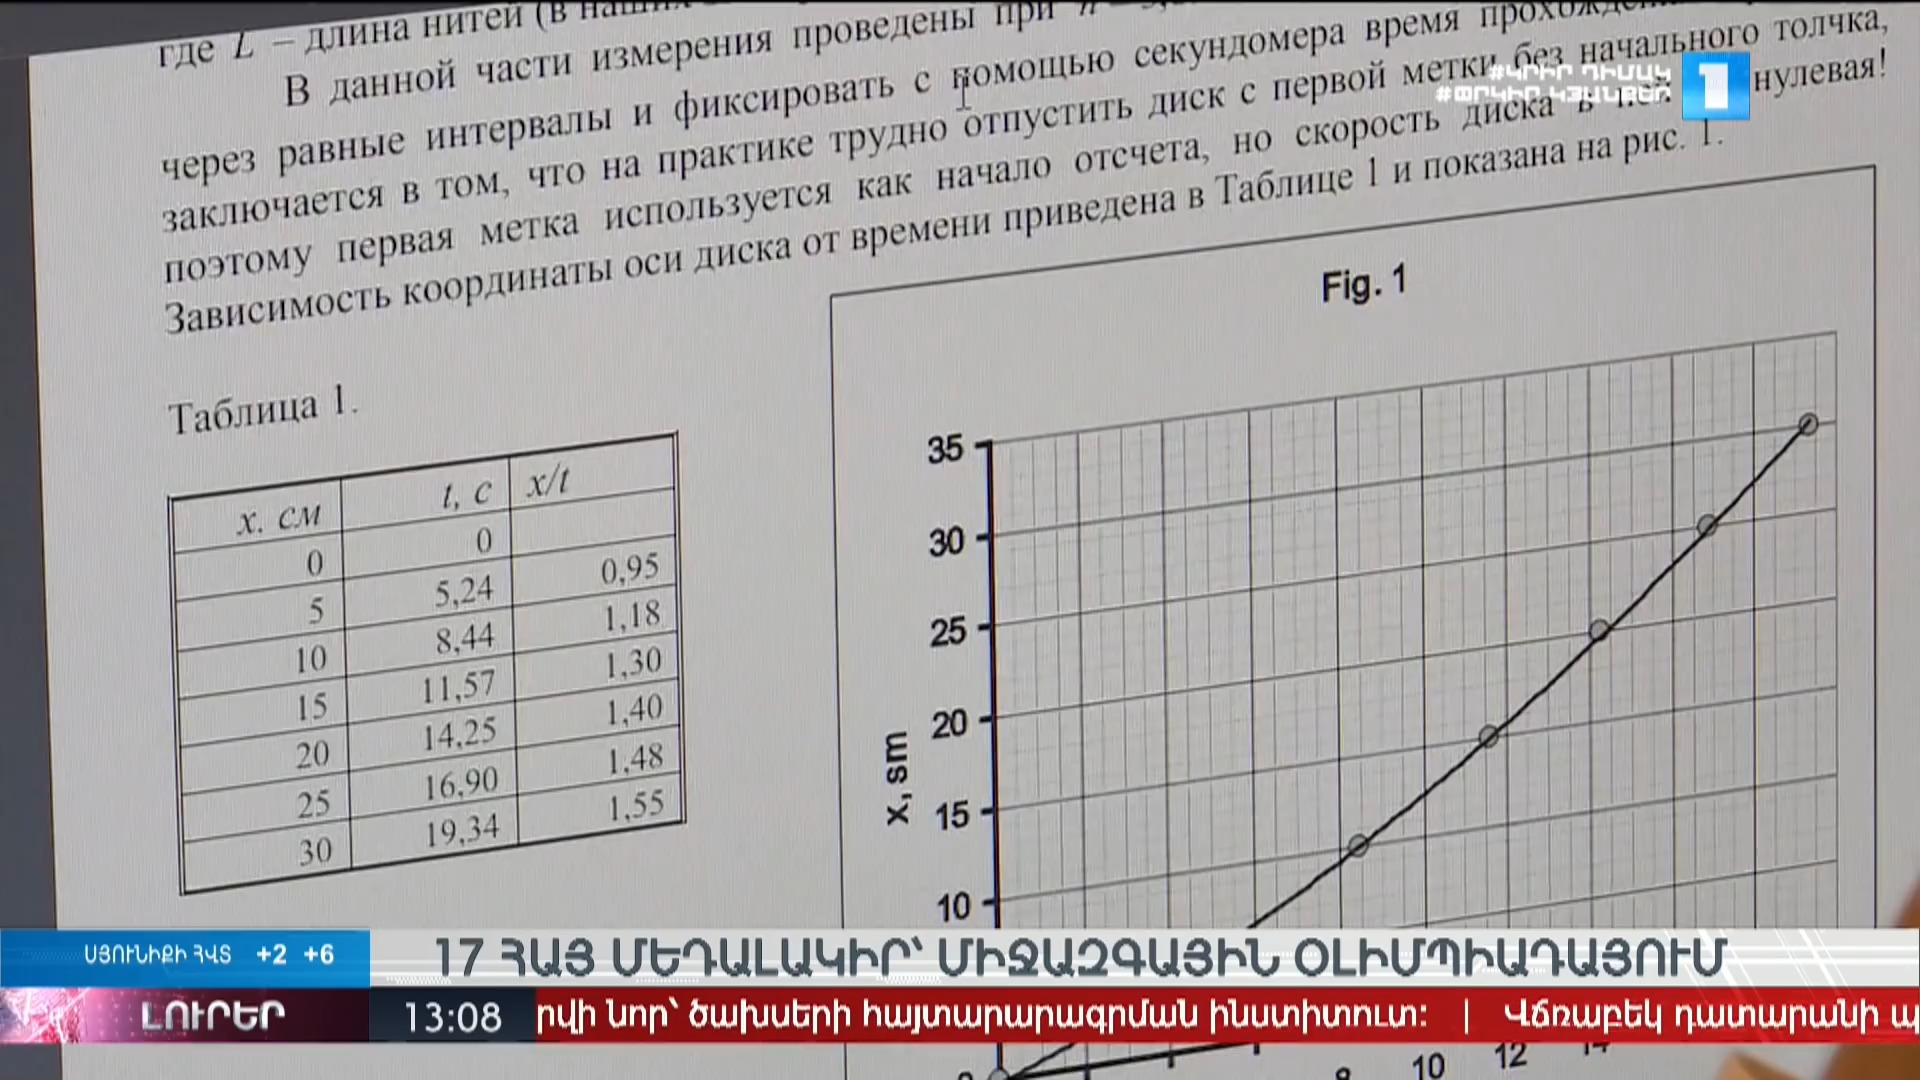 где L – длина нитей (в
В данной части измерения проведены при
через равные интервалы и фиксировать с помощью секундомера время
заключается в том, что на практике трудно отпустить диск с первой метки без начального толчка,
поэтому первая метка используется как начало отсчета, но скорость диска в нулевая!
Зависимость координаты оси диска от времени приведена в Таблице 1 и показана на рис. 1.
#ԿՐԻՐ ԴԻՄԱԿ
#ՓՐԿԻՐ ԿՅԱՆՔԵՐ
1
Таблица 1.
x. см t, с x/t
0 0
5 5,24 0,95
10 8,44 1,18
15 11,57 1,30
20 14,25 1,40
25 16,90 1,48
30 19,34 1,55
Fig. 1
35
30
25
20
15
10
x, sm
8 10 12 14
ՍՅՈՒՆԻՔԻ ՀՎՏ +2 +6
17 ՀԱՅ ՄԵԴԱԼԱԿԻՐ՝ ՄԻՋԱԶԳԱՅԻՆ ՕԼԻՄՊԻԱԴԱՅՈՒՄ
ԼՈՒՐԵՐ
13:08
րվի նոր՝ ծախսերի հայտարարագրման ինստիտուտ: | Վճռաբեկ դատարանի